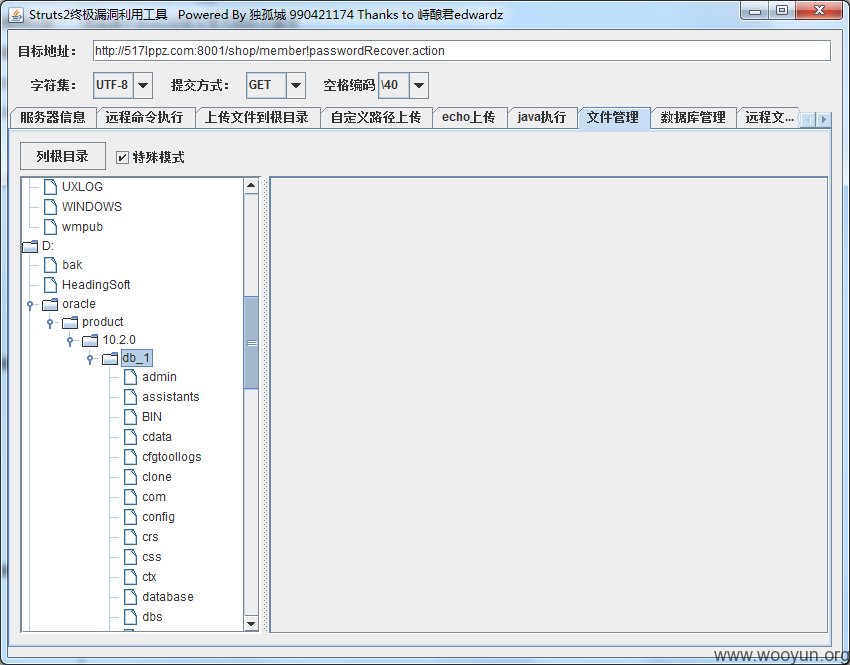 Struts2终极漏洞利用工具 Powered By 独孤城 990421174 Thanks to 峙酿君edwardz
目标地址: http://517lppz.com:8001/shop/member!passwordRecover.action
字符集: UTF-8 提交方式: GET 空格编码 \40
服务器信息 远程命令执行 上传文件到根目录 自定义路径上传 echo上传 java执行 文件管理 数据库管理 远程文...
列根目录 特殊模式
UXLOG
WINDOWS
wmpub
D:
bak
HeadingSoft
oracle
product
10.2.0
db_1
admin
assistants
BIN
cdata
cfgtoollogs
clone
com
config
crs
css
ctx
database
dbs
www.wooyun.org